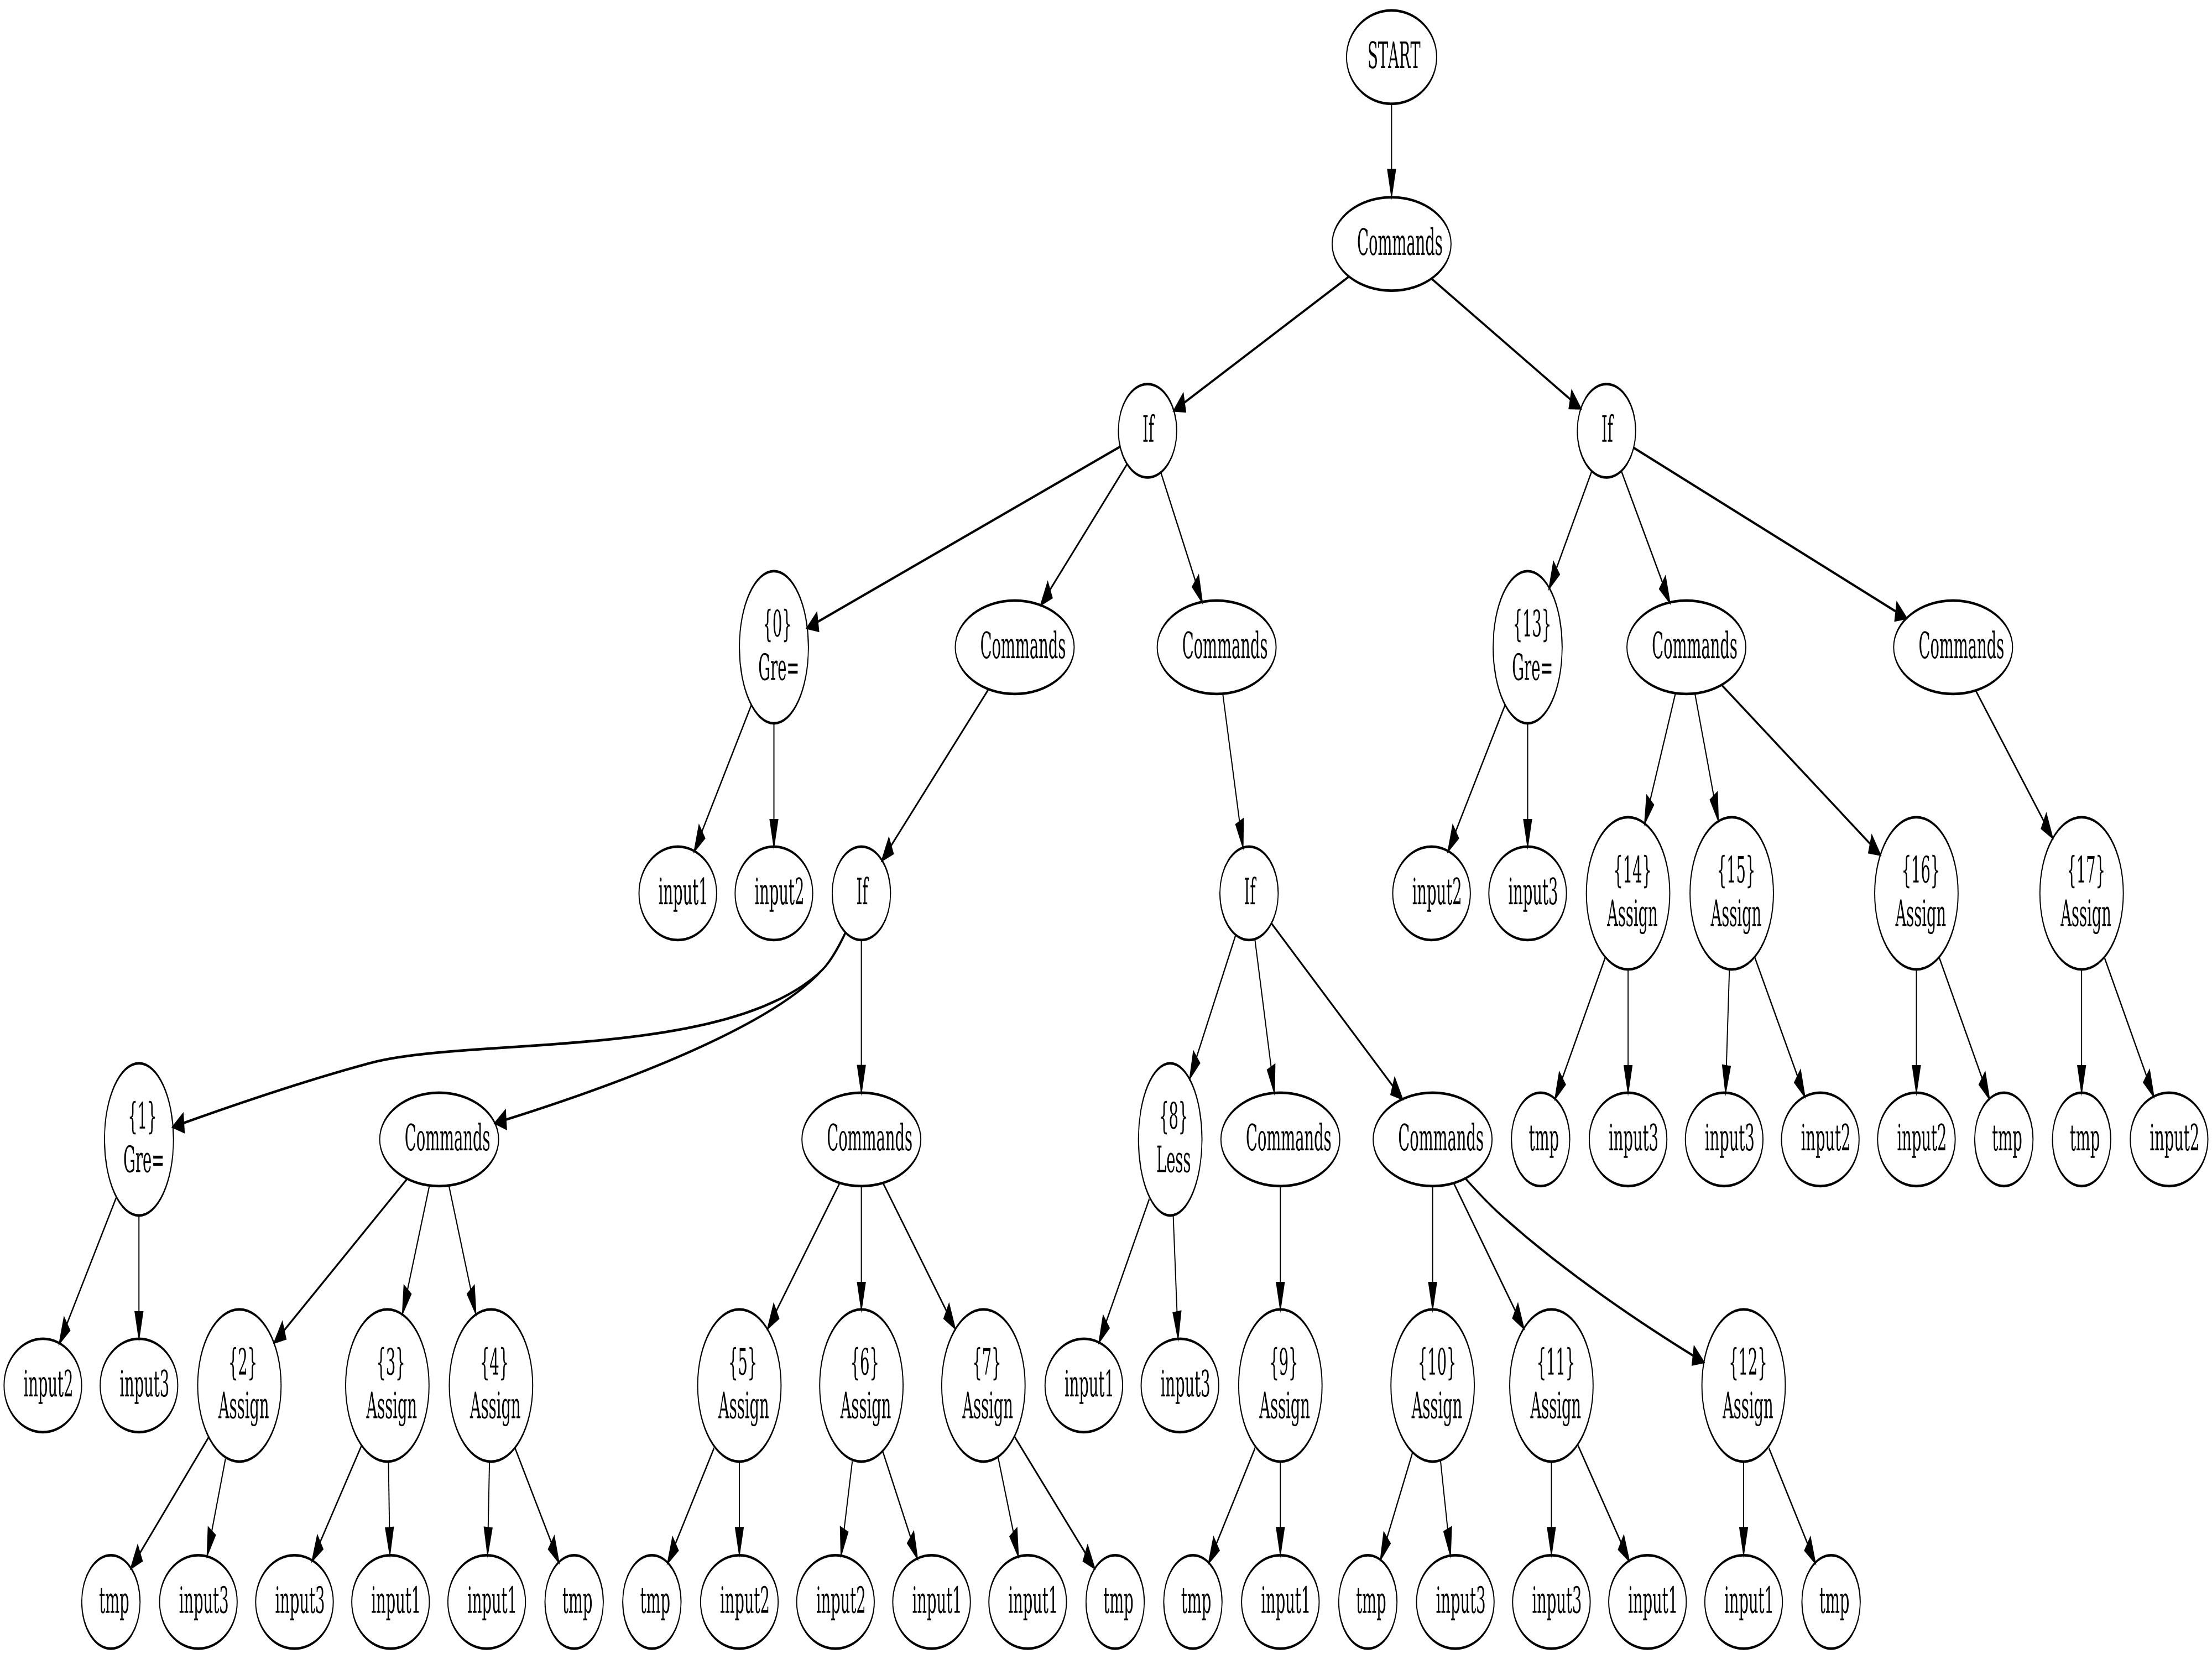 START
Commands
If
If
{0}
Gre=
Commands
Commands
{13}
Gre=
Commands
Commands
input1
input2
If
If
input2
input3
{14}
Assign
{15}
Assign
{16}
Assign
{17}
Assign
{1}
Gre=
Commands
Commands
{8}
Less
Commands
Commands
tmp
input3
input3
input2
input2
tmp
tmp
input2
input2
input3
{2}
Assign
{3}
Assign
{4}
Assign
{5}
Assign
{6}
Assign
{7}
Assign
input1
input3
{9}
Assign
{10}
Assign
{11}
Assign
{12}
Assign
tmp
input3
input3
input1
input1
tmp
tmp
input2
input2
input1
input1
tmp
tmp
input1
tmp
input3
input3
input1
input1
tmp